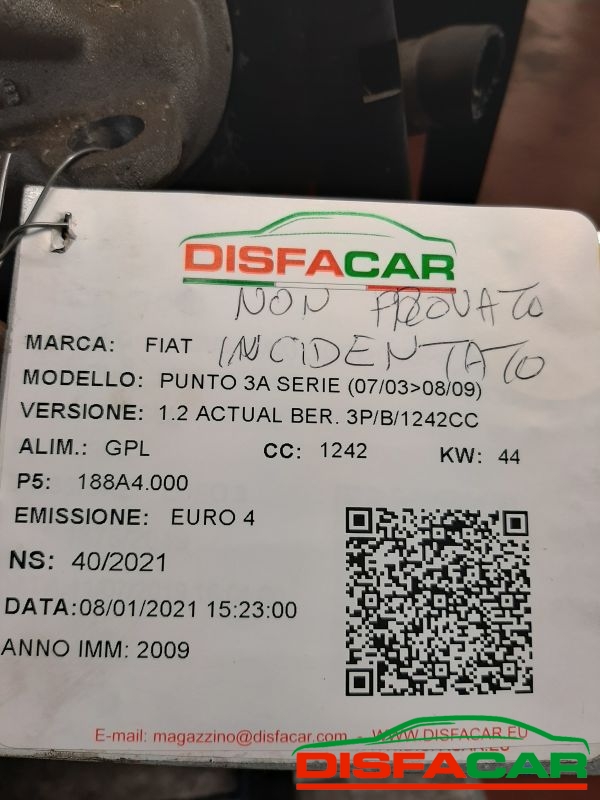 DISFACAR
NON PROVATO
MARCA: FIAT INCIDENTATO
MODELLO: PUNTO 3A SERIE (07/03>08/09)
VERSIONE: 1.2 ACTUAL BER. 3P/B/1242CC
ALIM.: GPL CC: 1242 KW: 44
P5: 188A4.000
EMISSIONE: EURO 4
NS: 40/2021
DATA:08/01/2021 15:23:00
ANNO IMM: 2009
E-mail: magazzino@disfacar.com - WWW.DISFACAR.EU
DISFACAR